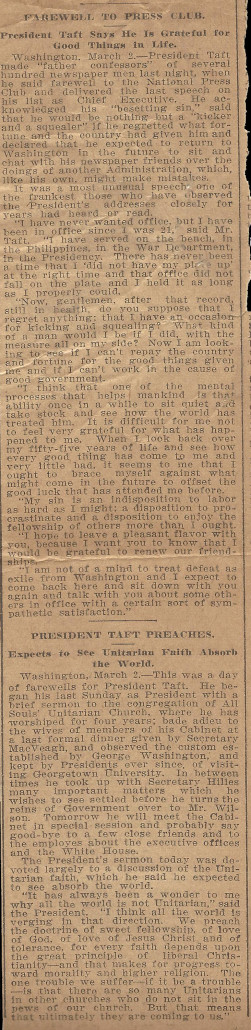 FAREWELL TO PRESS CLUB.
President Taft Says He Is Grateful for
Good Things in Life.
Washington, March 2.—President Taft
made "father confessors" of several
hundred newspaper men last night, when
he said farewell to the National Press
Club and delivered the last speech on
his list as Chief Executive. He ac-
knowledged his "besetting sin," said
that he would be nothing but a "kicker
and a squealer" if he regretted what for-
tune and the country had given him and
declared that he expected to return to
Washington in the future to sit and
chat with his newspaper friends over the
doings of another Administration, which,
like his own, might make mistakes.
It was a most unusual speech, one of
the frankest those who have observed
the President's addresses closely for
years had heard or read.
"I have never wanted office, but I have
been in office since I was 21," said Mr.
Taft. "I have served on the bench, in
the Philippines, in the War Department,
in the Presidency. There has never been
a time that I did not have my plate up
at the right time and that office did not
fall on the plate and I held it as long
as I properly could.
"Now, gentlemen, after that record,
still in health, do you suppose that I
regret anything; that I have an occasion
for kicking and squealing? What kind
of a man would I be if I did, with the
measure all on my side? Now I am look-
ing to see if I can't repay the country
and fortune for the good things given
me and if I can't work in the cause of
good government.
"I think that one of the mental
processes that helps mankind is that
ability once in a while to sit quiet and
take stock and see how the world has
treated him. It is difficult for me not
to feel very grateful for what has hap-
pened to me. When I look back over
my fifty-five years of life and see how
every good thing has come to me and
very little bad, it seems to me that I
ought to brace myself against what
might come in the future to offset the
good luck that has attended me before.
"My sin is an indisposition to labor
as hard as I might; a disposition to pro-
crastinate and a disposition to enjoy the
fellowship of others more than I ought.
"I hope to leave a pleasant flavor with
you, because I want you to know that I
would be grateful to renew our friend-
ships.
"I am not of a mind to treat defeat as
exile from Washington and I expect to
come back here and sit down with you
again and talk with you about some oth-
ers in office with a certain sort of sym-
pathetic satisfaction."
PRESIDENT TAFT PREACHES.
Expects to See Unitarian Faith Absorb
the World.
Washington, March 2.—This was a day
of farewells for President Taft. He be-
gan his last Sunday as President with a
brief sermon to the congregation of All
Souls' Unitarian Church, where he has
worshiped for four years; bade adieu to
the wives of members of his Cabinet at
a last formal dinner given by Secretary
MacVeagh, and observed the custom es-
tablished by George Washington, and
kept by Presidents ever since, of visit-
ing Georgetown University. In between
times he took up with Secretary Hilles
many important matters which he
wishes to see settled before he turns the
reins of Government over to Mr. Wil-
son. Tomorrow he will meet the Cabi-
net in special session and probably say
good-bye to a few close friends and to
the employes about the executive offices
and the White House.
The President's sermon today was de-
voted largely to a discussion of the Uni-
tarian faith, which he said he expected
to see absorb the world.
"It has always been a wonder to me
why all the world is not Unitarian," said
the President. "I think all the world is
verging in that direction. We preach
the doctrine of sweet fellowship, of love
of God, of love of Jesus Christ and of
tolerance, for every faith depends upon
the great principle of liberal Chris-
tianity—and that makes for progress to-
ward morality and higher religion. The
one trouble we suffer—if it be a trouble
—is that there are so many Unitarians
in other churches who do not sit in the
pews of our church. But that means
that ultimately they are coming to us."